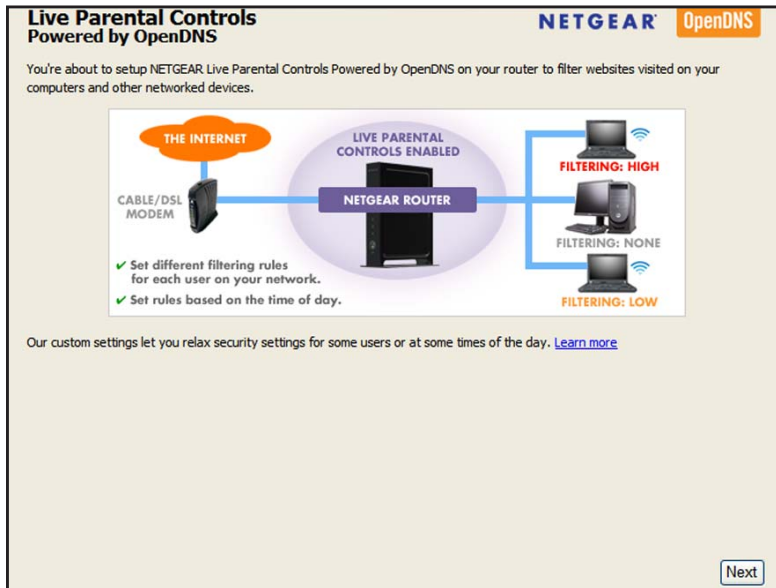 Live Parental Controls
Powered by OpenDNS
NETGEAR
OpenDNS
You're about to setup NETGEAR Live Parental Controls Powered by OpenDNS on your router to filter websites visited on your
computers and other networked devices.
THE INTERNET
LIVE PARENTAL
CONTROLS ENABLED
FILTERING: HIGH
CABLE/DSL
MODEM
NETGEAR ROUTER
FILTERING: NONE
✔ Set different filtering rules
for each user on your network.
✔ Set rules based on the time of day.
FILTERING: LOW
Our custom settings let you relax security settings for some users or at some times of the day. Learn more
Next